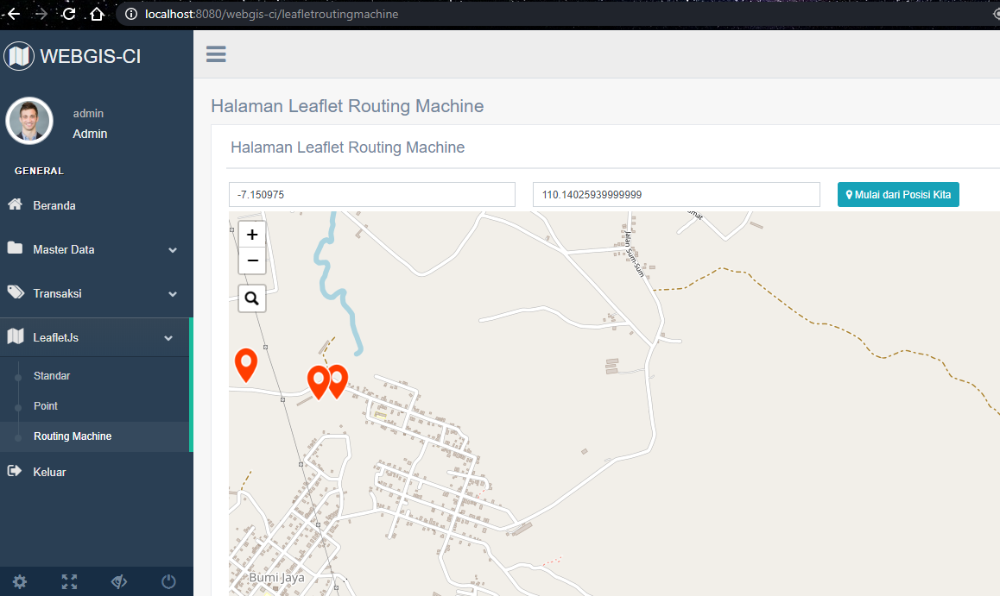 localhost:8080/webgis-ci/leafletroutingmachine
WEBGIS-CI
admin
Admin
GENERAL
Beranda
Master Data
Transaksi
LeafletJs
Standar
Point
Routing Machine
Keluar
Halaman Leaflet Routing Machine
Halaman Leaflet Routing Machine
-7.150975
110.14025939999999
Mulai dari Posisi Kita
+
−
Jalan Sum-Sum
Bumi Jaya